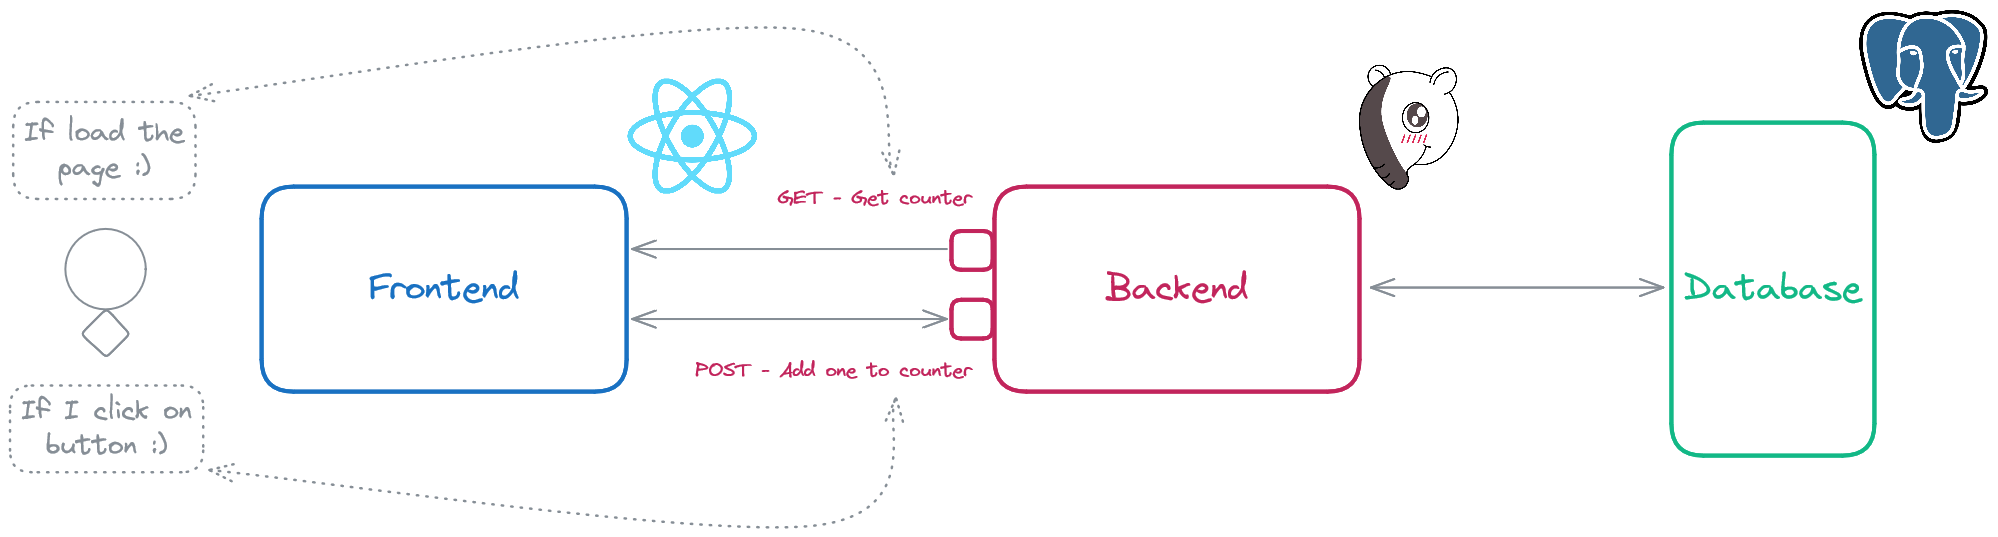 If load the
page :)
GET - Get counter
Frontend
Backend
Database
POST - Add one to counter
If I click on
button :)